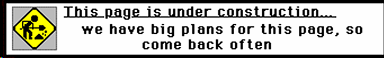 This page is under construction...
we have big plans for this page, so
come back often